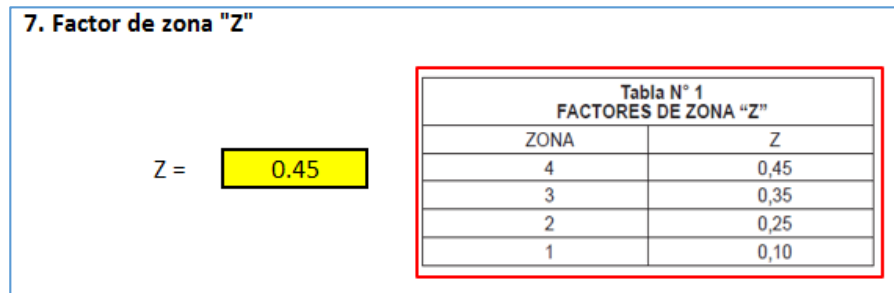 7. Factor de zona "Z"
Z = 0.45
Tabla N° 1
FACTORES DE ZONA “Z”
ZONA Z
4 0,45
3 0,35
2 0,25
1 0,10